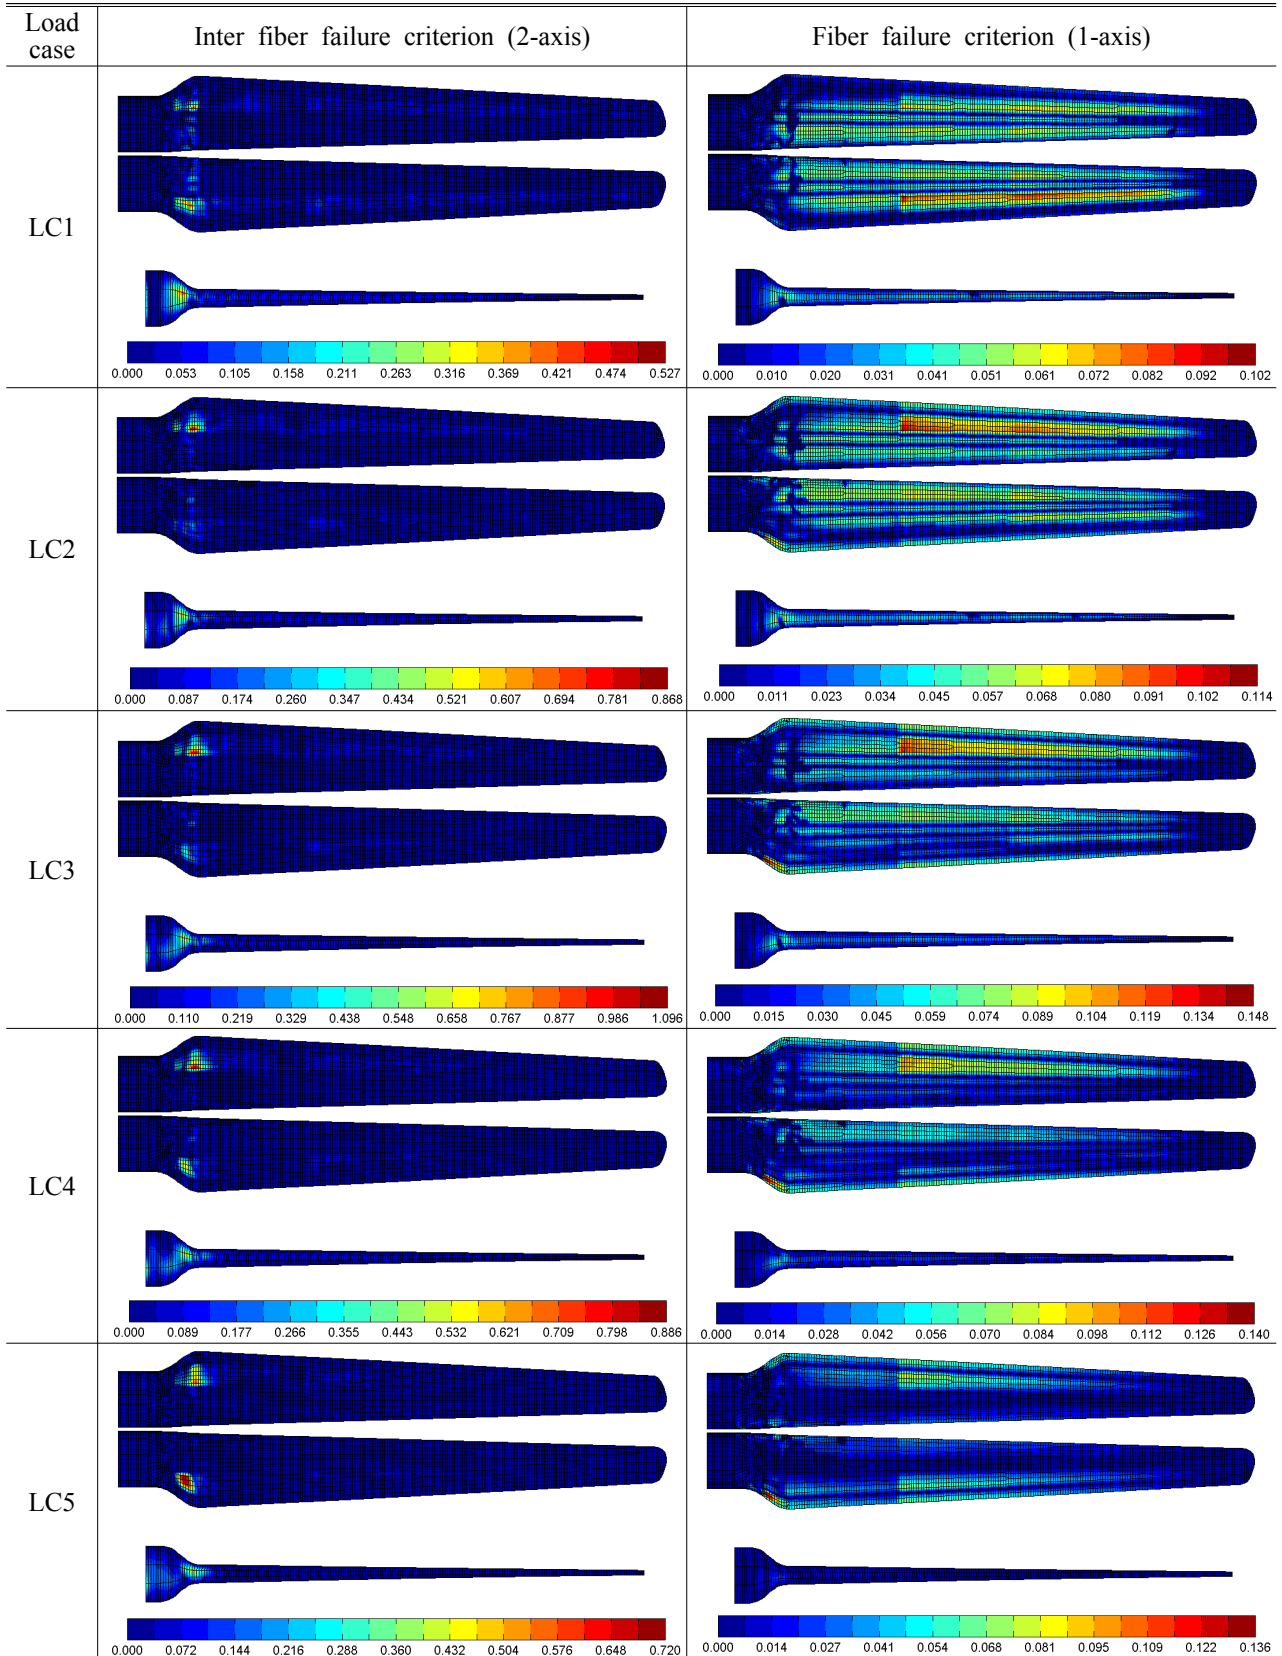 Load
case
Inter fiber failure criterion (2-axis)
Fiber failure criterion (1-axis)
LC1
0.000 0.053 0.105 0.158 0.211 0.263 0.316 0.369 0.421 0.474 0.527
0.000 0.010 0.020 0.031 0.041 0.051 0.061 0.072 0.082 0.092 0.102
LC2
0.000 0.087 0.174 0.260 0.347 0.434 0.521 0.607 0.694 0.781 0.868
0.000 0.011 0.023 0.034 0.045 0.057 0.068 0.080 0.091 0.102 0.114
LC3
0.000 0.110 0.219 0.329 0.438 0.548 0.658 0.767 0.877 0.986 1.096
0.000 0.015 0.030 0.045 0.059 0.074 0.089 0.104 0.119 0.134 0.148
LC4
0.000 0.089 0.177 0.266 0.355 0.443 0.532 0.621 0.709 0.798 0.886
0.000 0.014 0.028 0.042 0.056 0.070 0.084 0.098 0.112 0.126 0.140
LC5
0.000 0.072 0.144 0.216 0.288 0.360 0.432 0.504 0.576 0.648 0.720
0.000 0.014 0.027 0.041 0.054 0.068 0.081 0.095 0.109 0.122 0.136